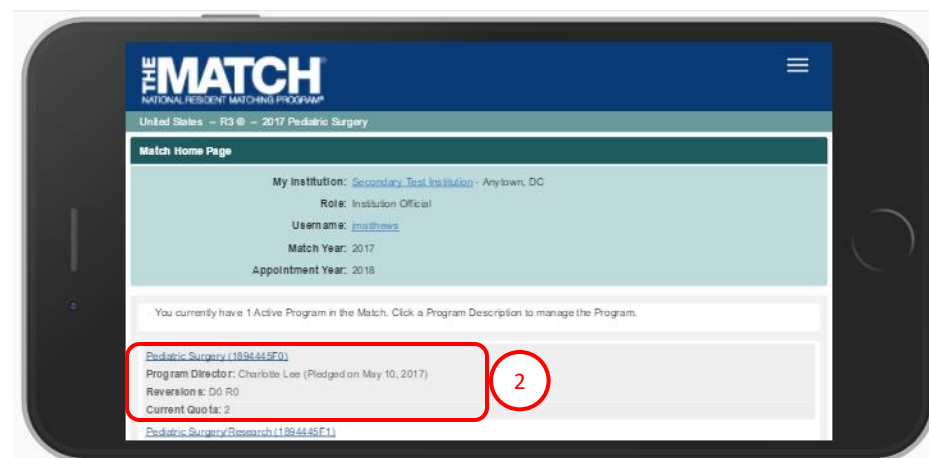 THE MATCH
NATIONAL RESIDENT MATCHING PROGRAM®
United States – R3 ® – 2017 Pediatric Surgery
Match Home Page
My Institution: Secondary Test Institution - Anytown, DC
Role: Institution Official
Username: jmatthews
Match Year: 2017
Appointment Year: 2018
You currently have 1 Active Program in the Match. Click a Program Description to manage the Program.
Pediatric Surgery (1894445F0)
Program Director: Charlotte Lee (Pledged on May 10, 2017)
Reversions: D0 R0
Current Quota: 2
2
Pediatric Surgery/Research (1894445F1)